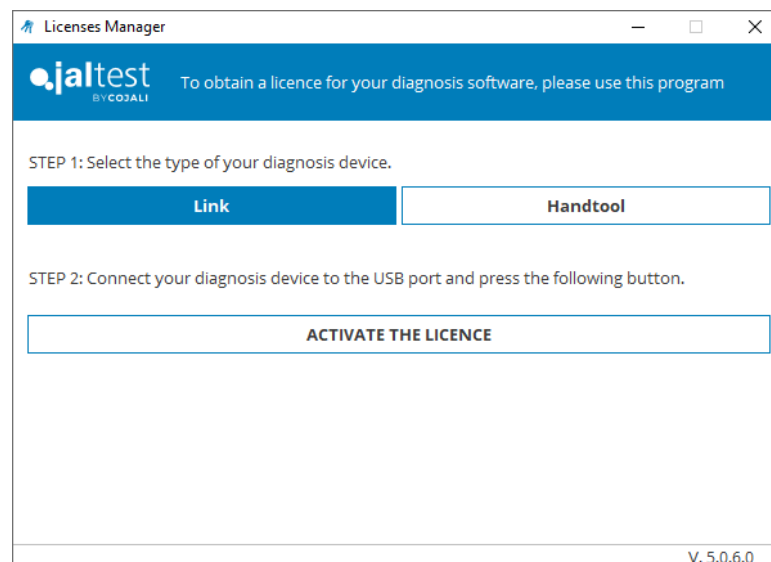 Licenses Manager
jaltest
BY COJALI
To obtain a licence for your diagnosis software, please use this program
STEP 1: Select the type of your diagnosis device.
Link
Handtool
STEP 2: Connect your diagnosis device to the USB port and press the following button.
ACTIVATE THE LICENCE
V. 5.0.6.0